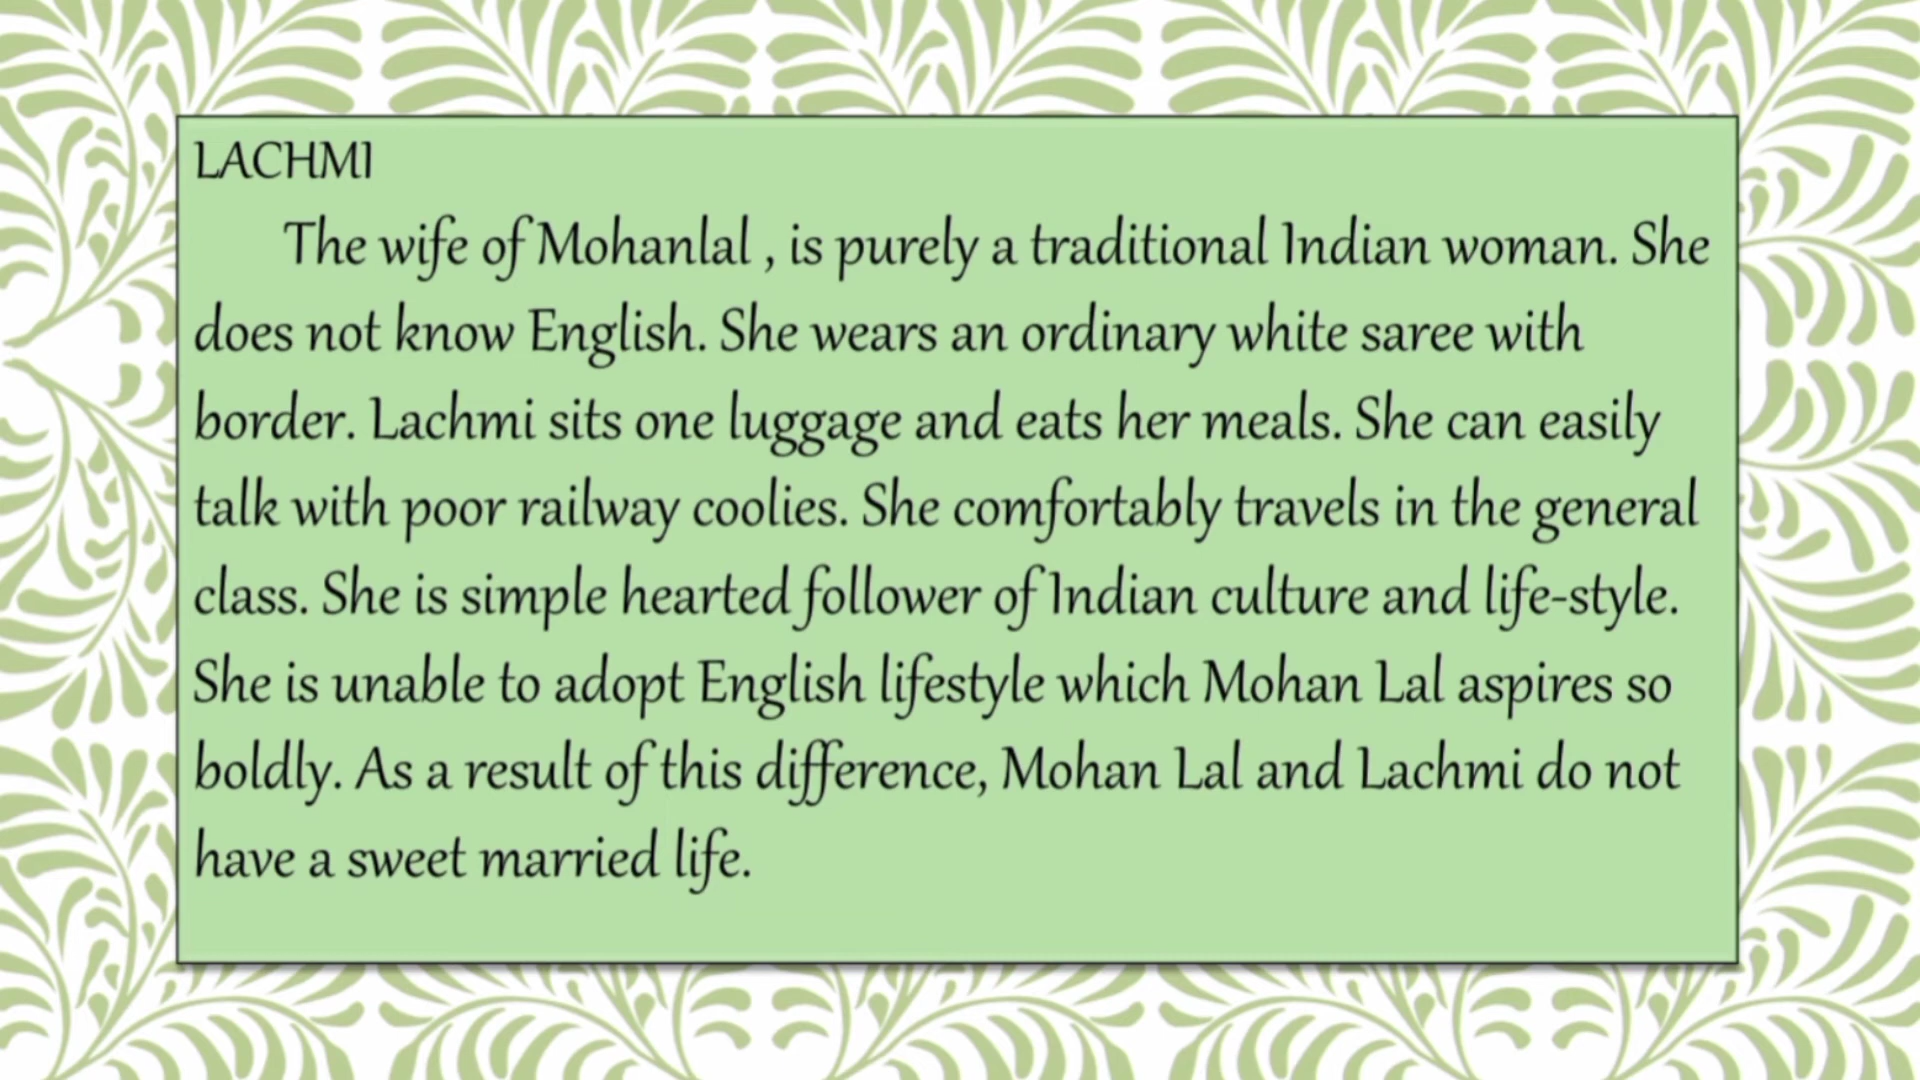 LACHMI
The wife of Mohanlal , is purely a traditional Indian woman. She
does not know English. She wears an ordinary white saree with
border. Lachmi sits one luggage and eats her meals. She can easily
talk with poor railway coolies. She comfortably travels in the general
class. She is simple hearted follower of Indian culture and life-style.
She is unable to adopt English lifestyle which Mohan Lal aspires so
boldly. As a result of this difference, Mohan Lal and Lachmi do not
have a sweet married life.